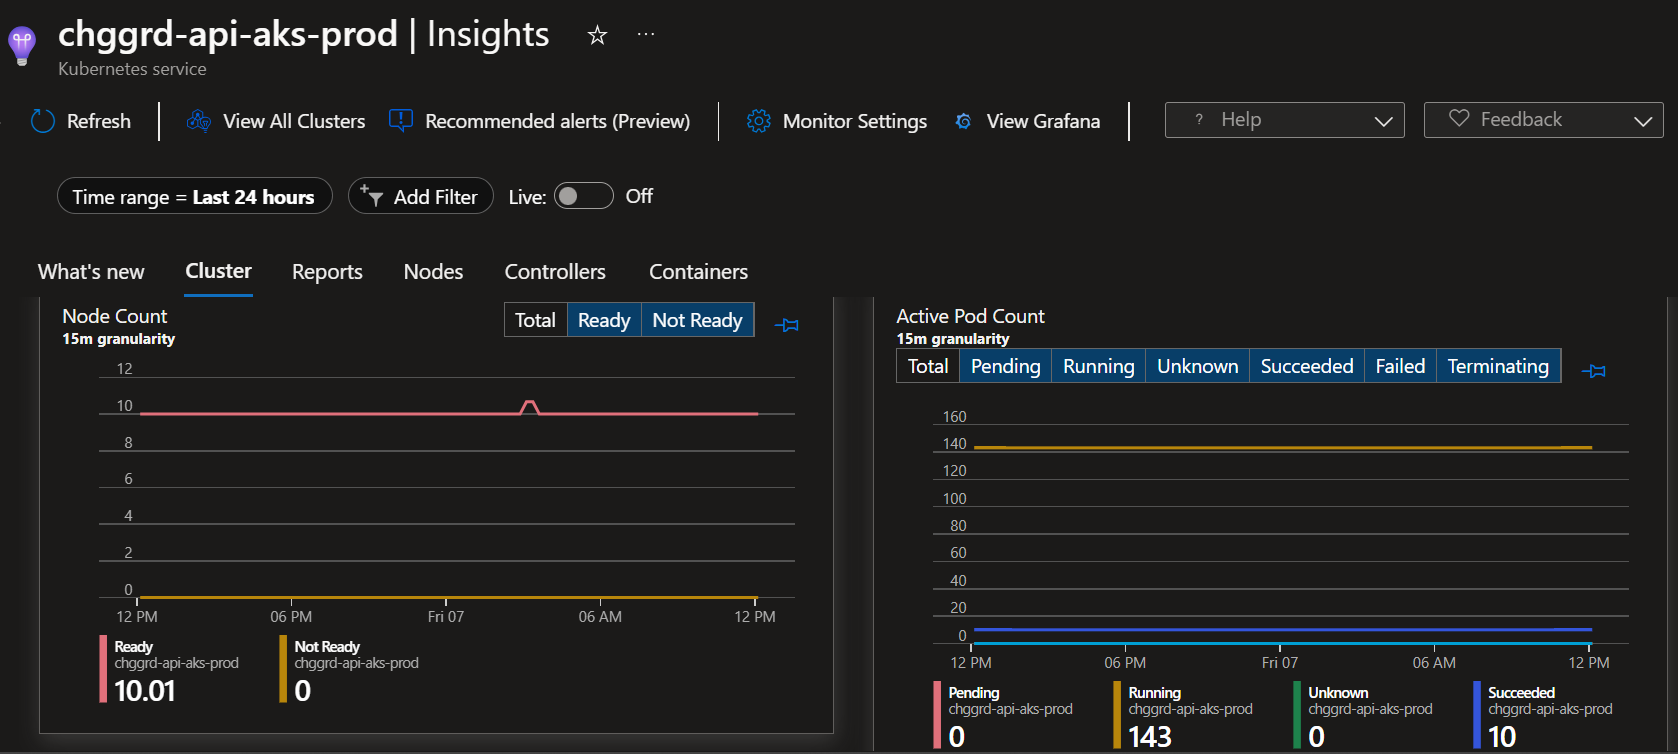 chggrd-api-aks-prod | Insights
Kubernetes service
Refresh
View All Clusters
Recommended alerts (Preview)
Monitor Settings
View Grafana
? Help
Feedback
Time range = Last 24 hours
Add Filter
Live:
Off
What's new
Cluster
Reports
Nodes
Controllers
Containers
Node Count
15m granularity
Total
Ready
Not Ready
12
10
8
6
4
2
0
12 PM
06 PM
Fri 07
06 AM
12 PM
Ready
chggrd-api-aks-prod
10.01
Not Ready
chggrd-api-aks-prod
0
Active Pod Count
15m granularity
Total
Pending
Running
Unknown
Succeeded
Failed
Terminating
160
140
120
100
80
60
40
20
0
12 PM
06 PM
Fri 07
06 AM
12 PM
Pending
chggrd-api-aks-prod
0
Running
chggrd-api-aks-prod
143
Unknown
chggrd-api-aks-prod
0
Succeeded
chggrd-api-aks-prod
10